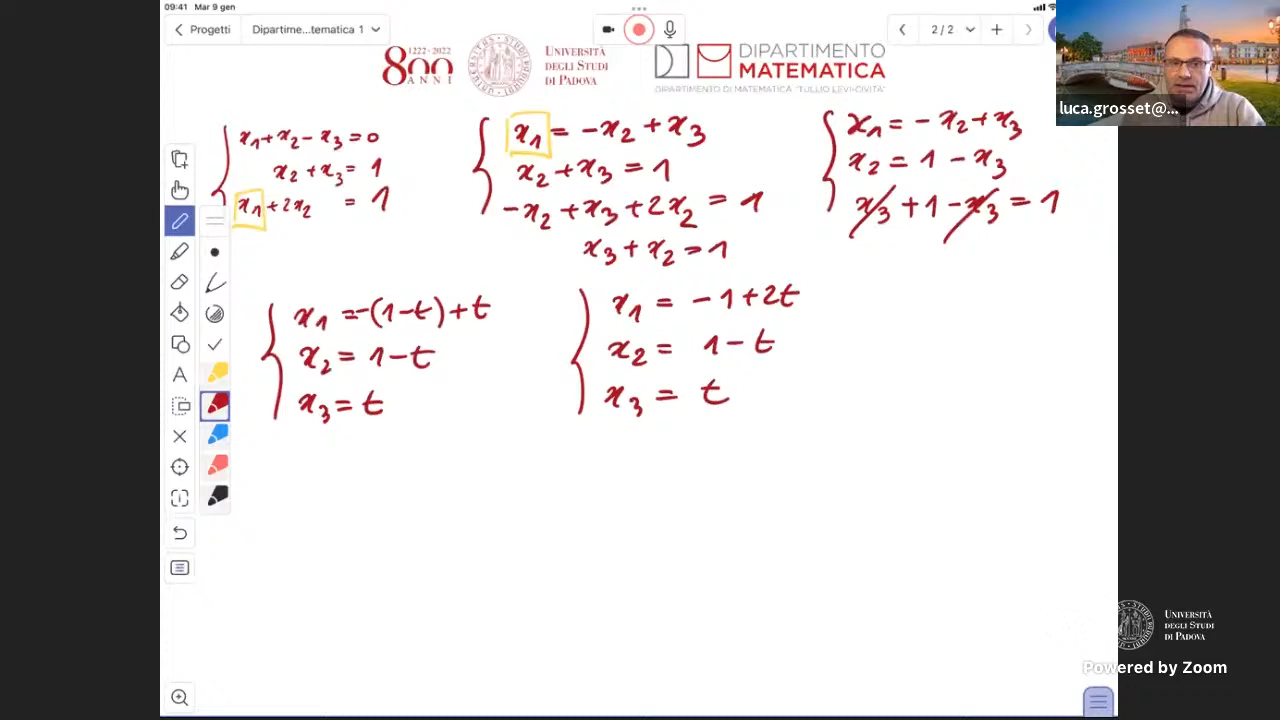 09:41 Mar 9 gen
Progetti
Dipartime...tematica 1
2 / 2
1222·2022
800
ANNI
UNIVERSITÀ
DEGLI STUDI
DI PADOVA
DIPARTIMENTO
MATEMATICA
DIPARTIMENTO DI MATEMATICA "TULLIO LEVI-CIVITA"
luca.grosset@...
x₁+x₂-x₃=0
x₂+x₃=1
x₁+2x₂ =1
x₁=-x₂+x₃
x₂+x₃=1
-x₂+x₃+2x₂=1
x₃+x₂=1
x₁=-x₂+x₃
x₂=1-x₃
x₃+1-x₃=1
x₁=-(1-t)+t
x₂=1-t
x₃=t
x₁=-1+2t
x₂=1-t
x₃=t
A
UNIVERSITÀ
DEGLI STUDI
DI PADOVA
Powered by Zoom